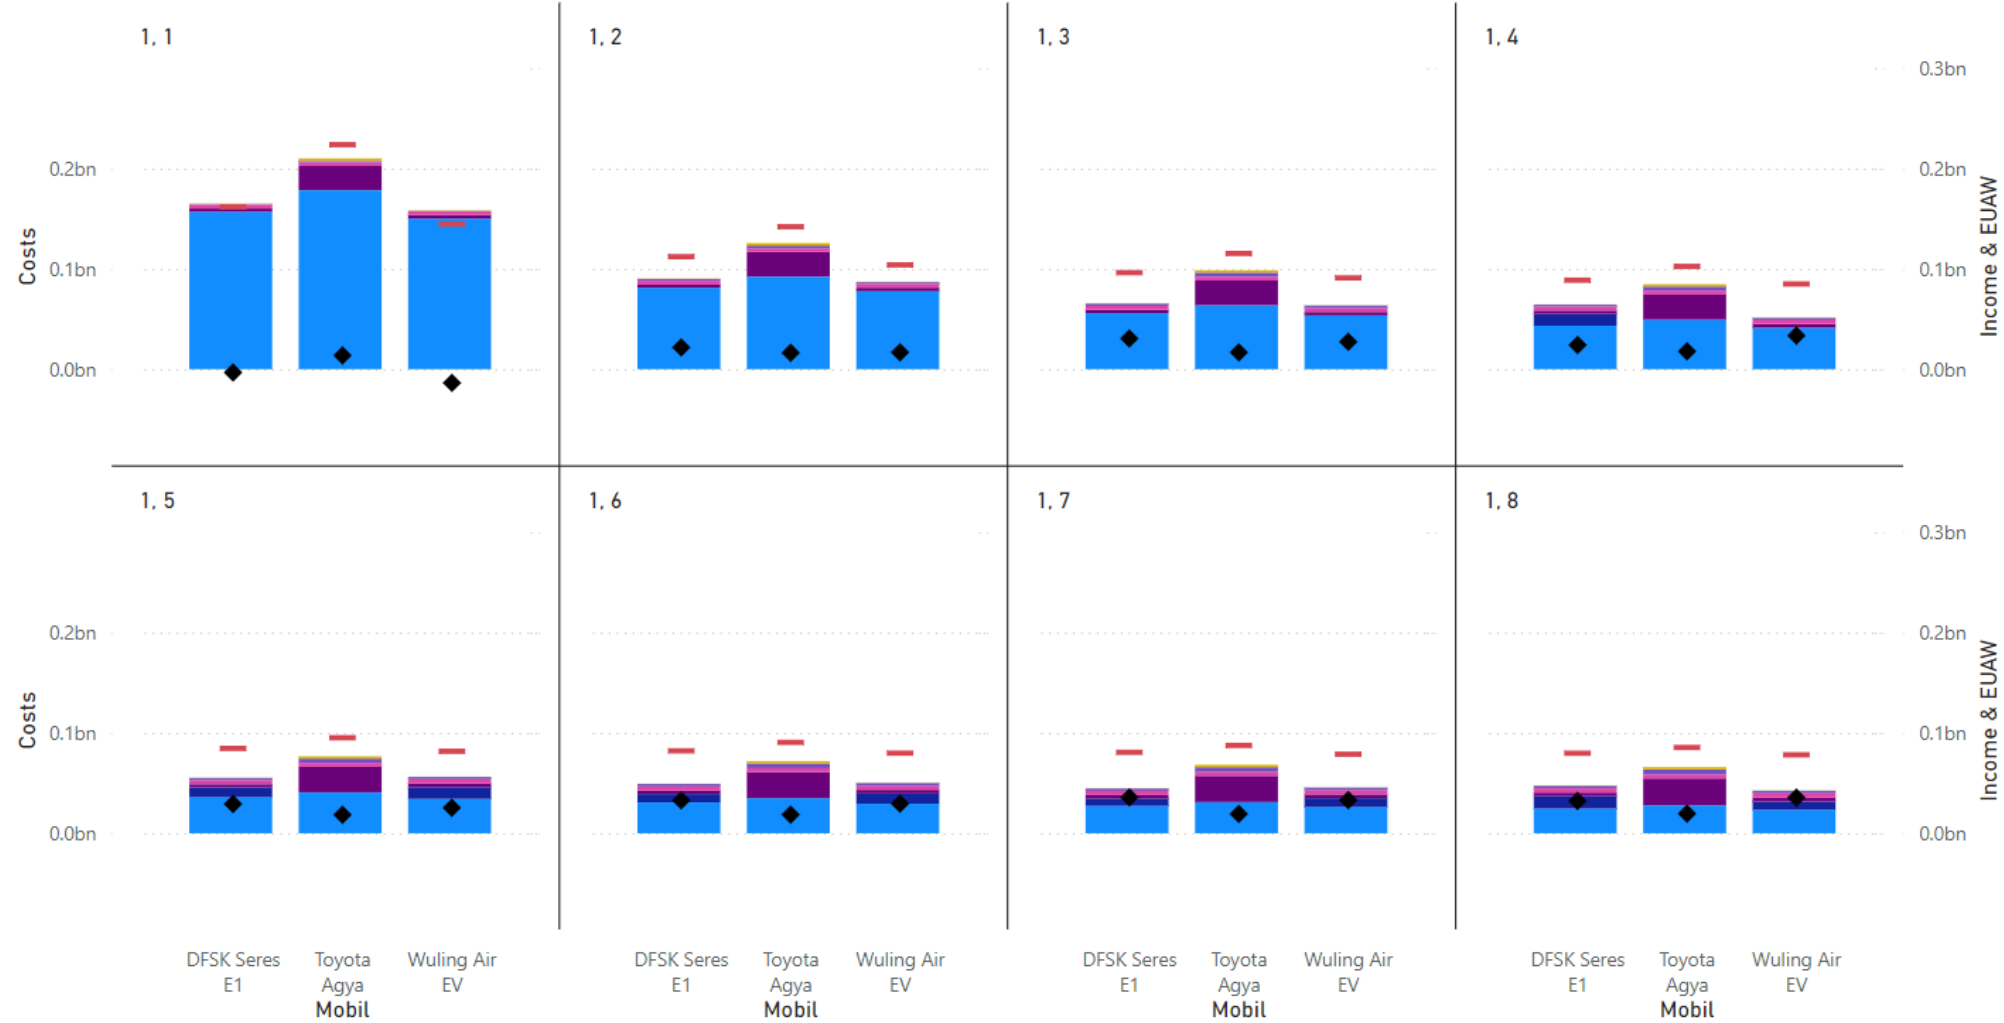 1, 1
1, 2
1, 3
1, 4
0.3bn
0.2bn
0.2bn
Costs
Income & EUAW
0.1bn
0.1bn
0.0bn
0.0bn
1, 5
1, 6
1, 7
1, 8
0.3bn
0.2bn
0.2bn
Costs
Income & EUAW
0.1bn
0.1bn
0.0bn
0.0bn
DFSK Seres
E1
Toyota
Agya
Wuling Air
EV
Mobil
DFSK Seres
E1
Toyota
Agya
Wuling Air
EV
Mobil
DFSK Seres
E1
Toyota
Agya
Wuling Air
EV
Mobil
DFSK Seres
E1
Toyota
Agya
Wuling Air
EV
Mobil